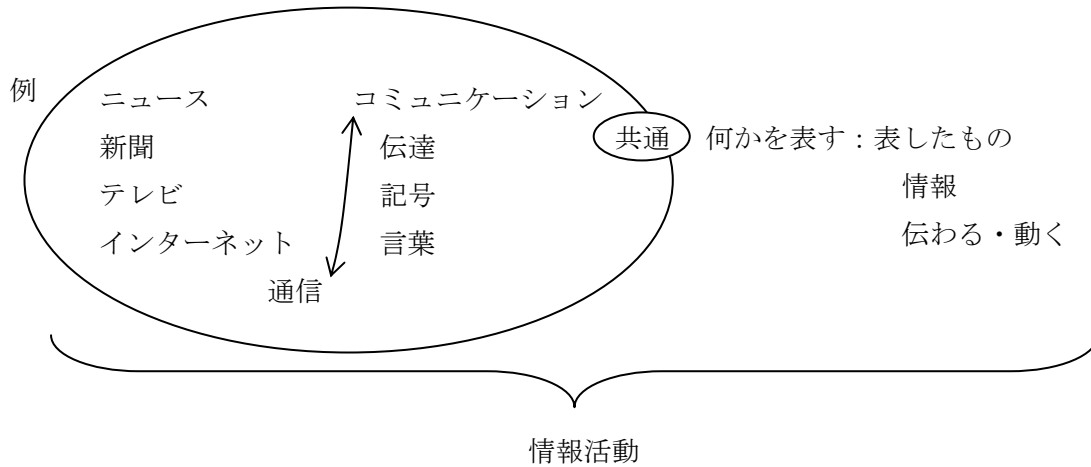 例
ニュース コミュニケーション
新聞 伝達
テレビ 記号
インターネット 言葉
通信
共通 何かを表す：表したもの
情報
伝わる・動く
情報活動